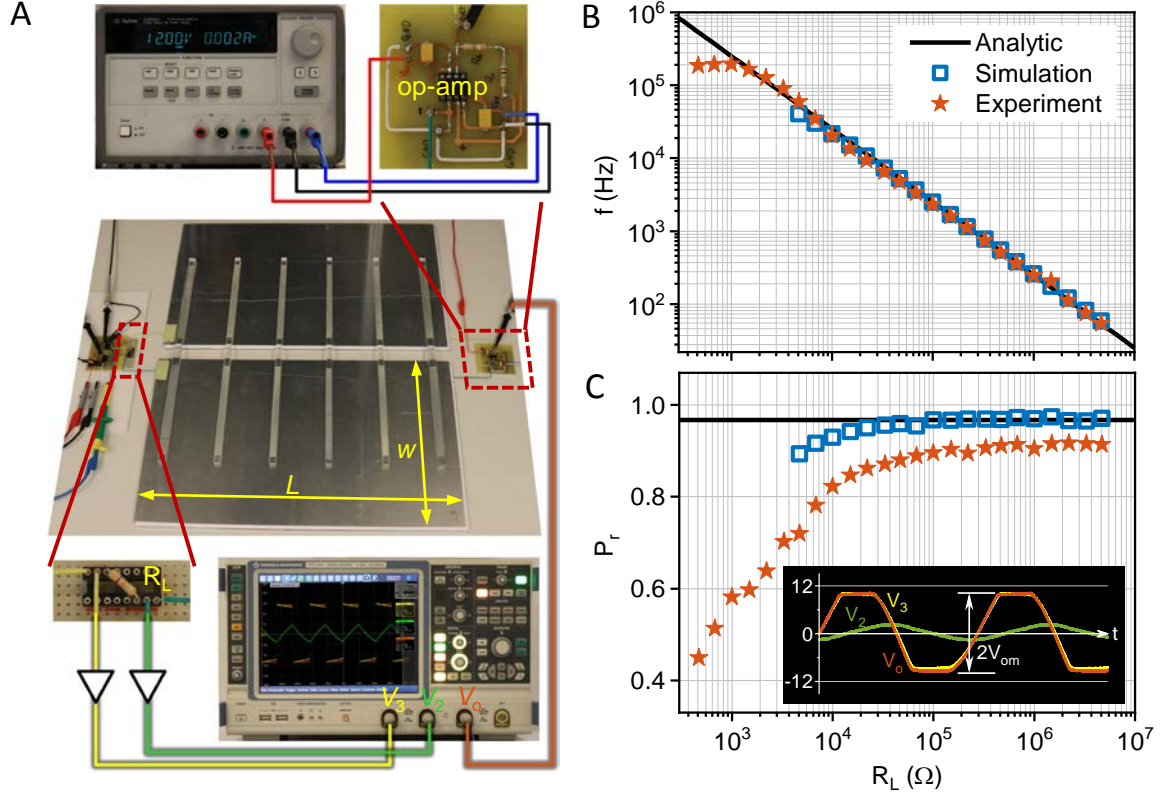 A
Agilent
12.00V 0.002A
op-amp
w
L
R_L
V_3
V_2
V_o
B
10^6
10^5
10^4
10^3
10^2
f (Hz)
Analytic
Simulation
Experiment
C
1.0
0.8
0.6
0.4
P_r
12
0
-12
V_2
V_3
V_o
2V_om
t
10^3
10^4
10^5
10^6
10^7
R_L (Ω)